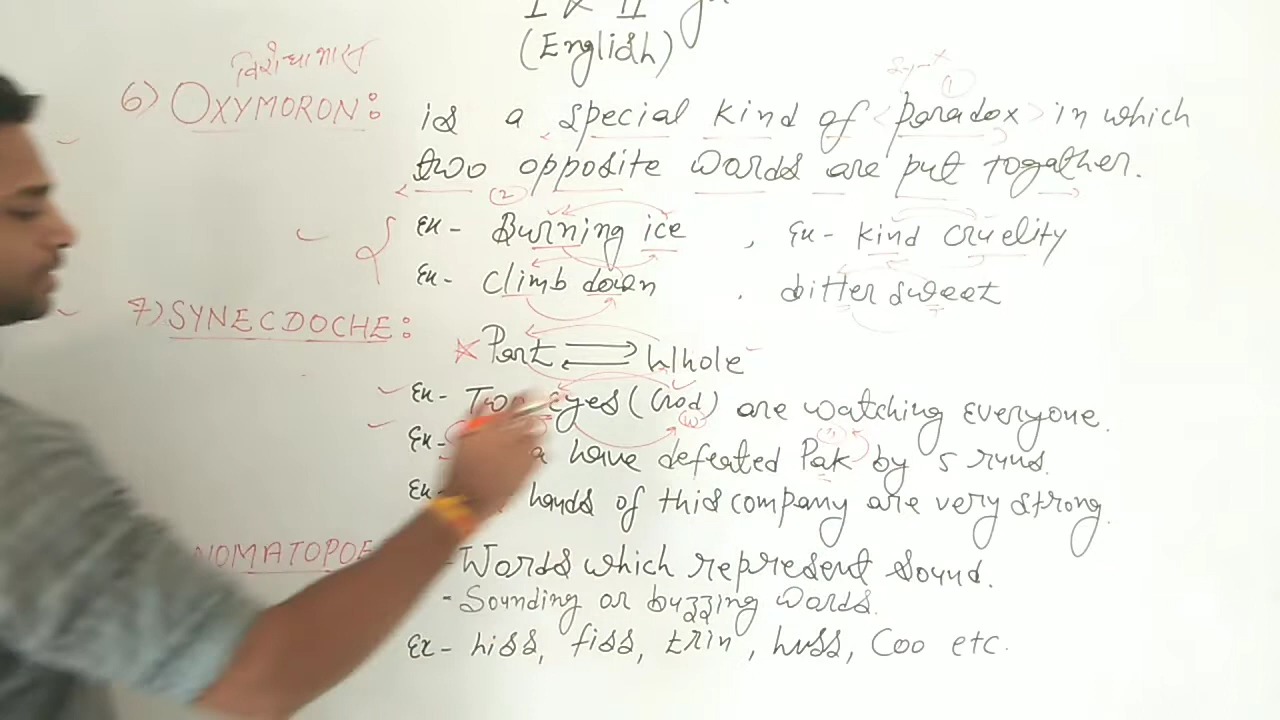 (English)
विरोधाभास
6) OXYMORON: is a special kind of paradox in which
two opposite words are put together.
Ex- Burning ice, Ex- kind cruelity
Ex- Climb down, bitter sweet
7) SYNECDOCHE:
Part Whole
Ex- Two eyes (God) are watching everyone.
Ex- have defeated Pak by 5 runs.
Ex- hands of this company are very strong.
NOMATOPOE - Words which represent sound.
- Sounding or buzzing words.
Ex- hiss, fiss, trin, huss, Coo etc.